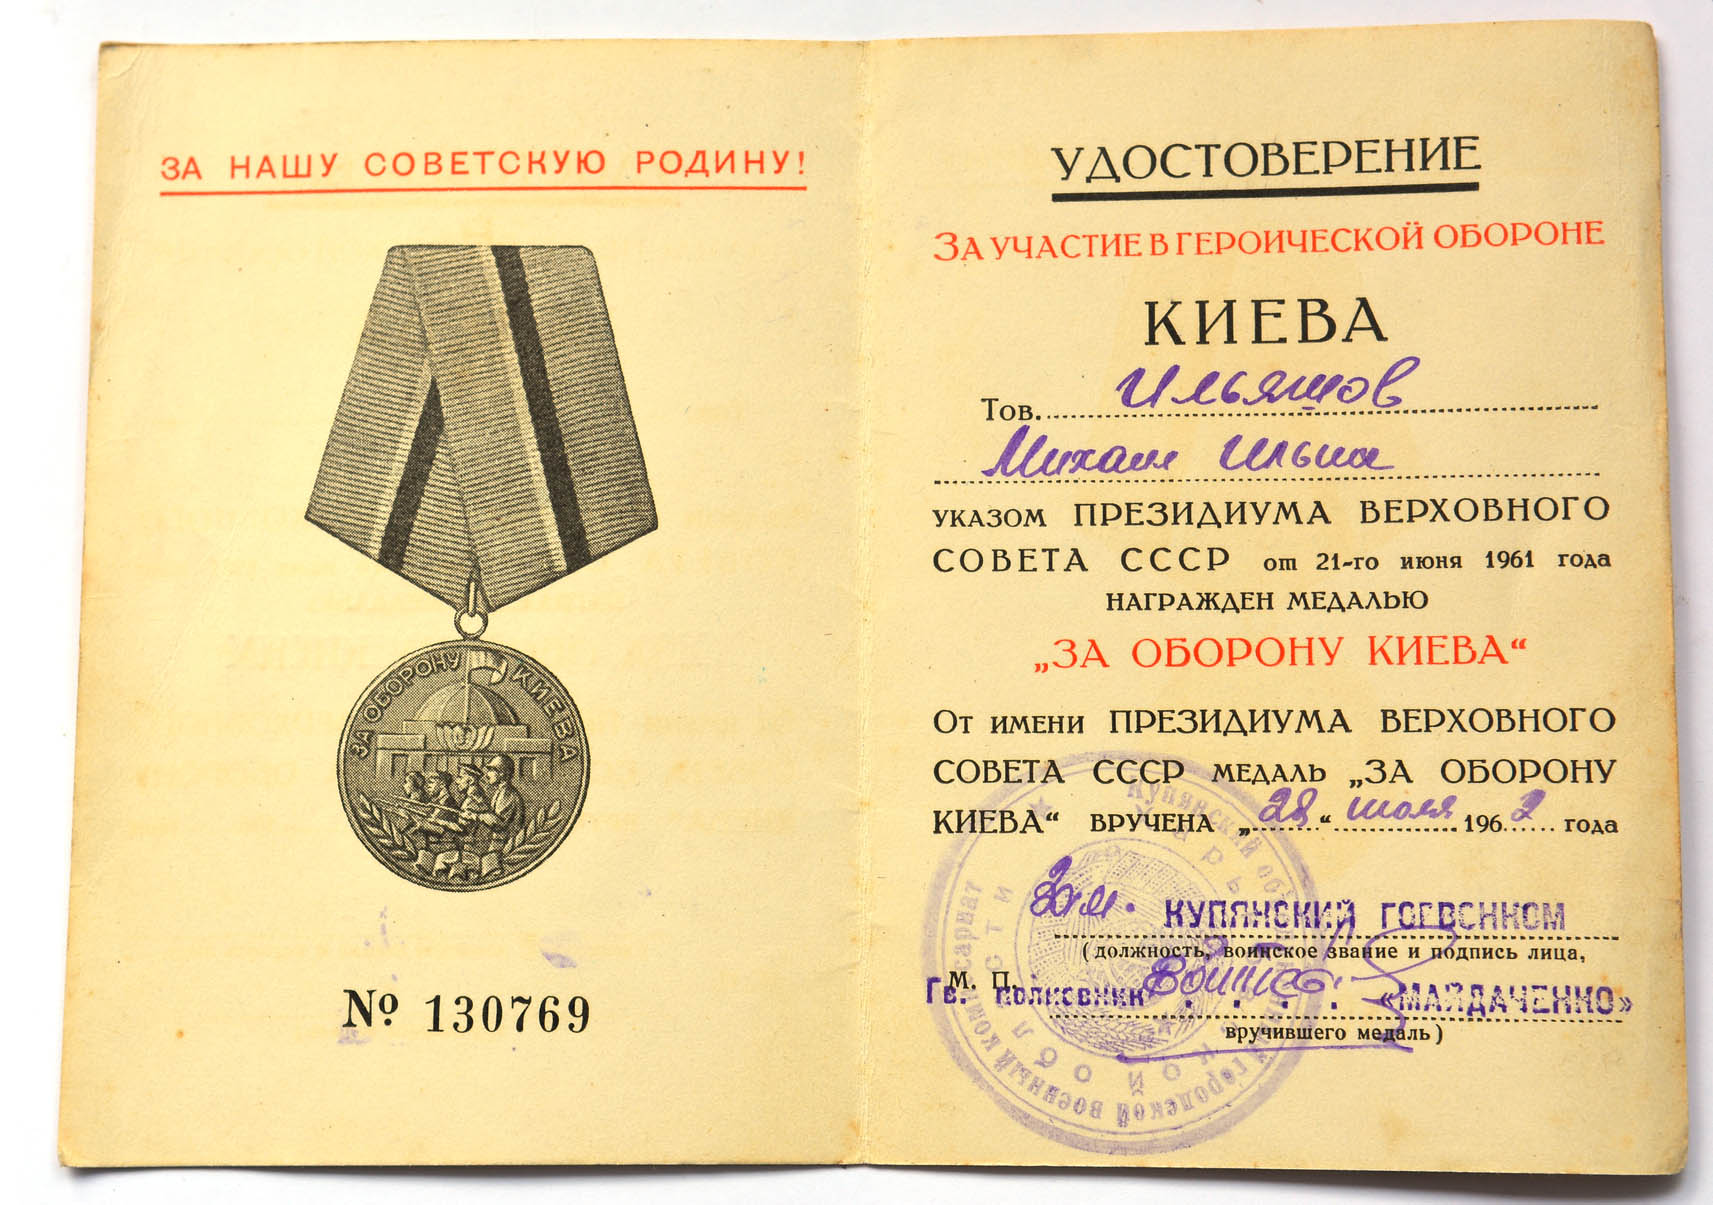 ЗА НАШУ СОВЕТСКУЮ РОДИНУ!
ЗА ОБОРОНУ КИЕВА
№ 130769
УДОСТОВЕРЕНИЕ
ЗА УЧАСТИЕ В ГЕРОИЧЕСКОЙ ОБОРОНЕ
КИЕВА
Тов. Ильяшов
Михаил Ильич
УКАЗОМ ПРЕЗИДИУМА ВЕРХОВНОГО
СОВЕТА СССР от 21-го июня 1961 года
НАГРАЖДЕН МЕДАЛЬЮ
„ЗА ОБОРОНУ КИЕВА“
От имени ПРЕЗИДИУМА ВЕРХОВНОГО
СОВЕТА СССР МЕДАЛЬ „ЗА ОБОРОНУ
КИЕВА“ ВРУЧЕНА „28“ июля 1962 года
Зам. КУПЯНСКИЙ ГОРВОЕНКОМ
(должность, воинское звание и подпись лица,
М. П.
Гв. полковник . . . . «МАЙДАЧЕНКО»
вручившего медаль)